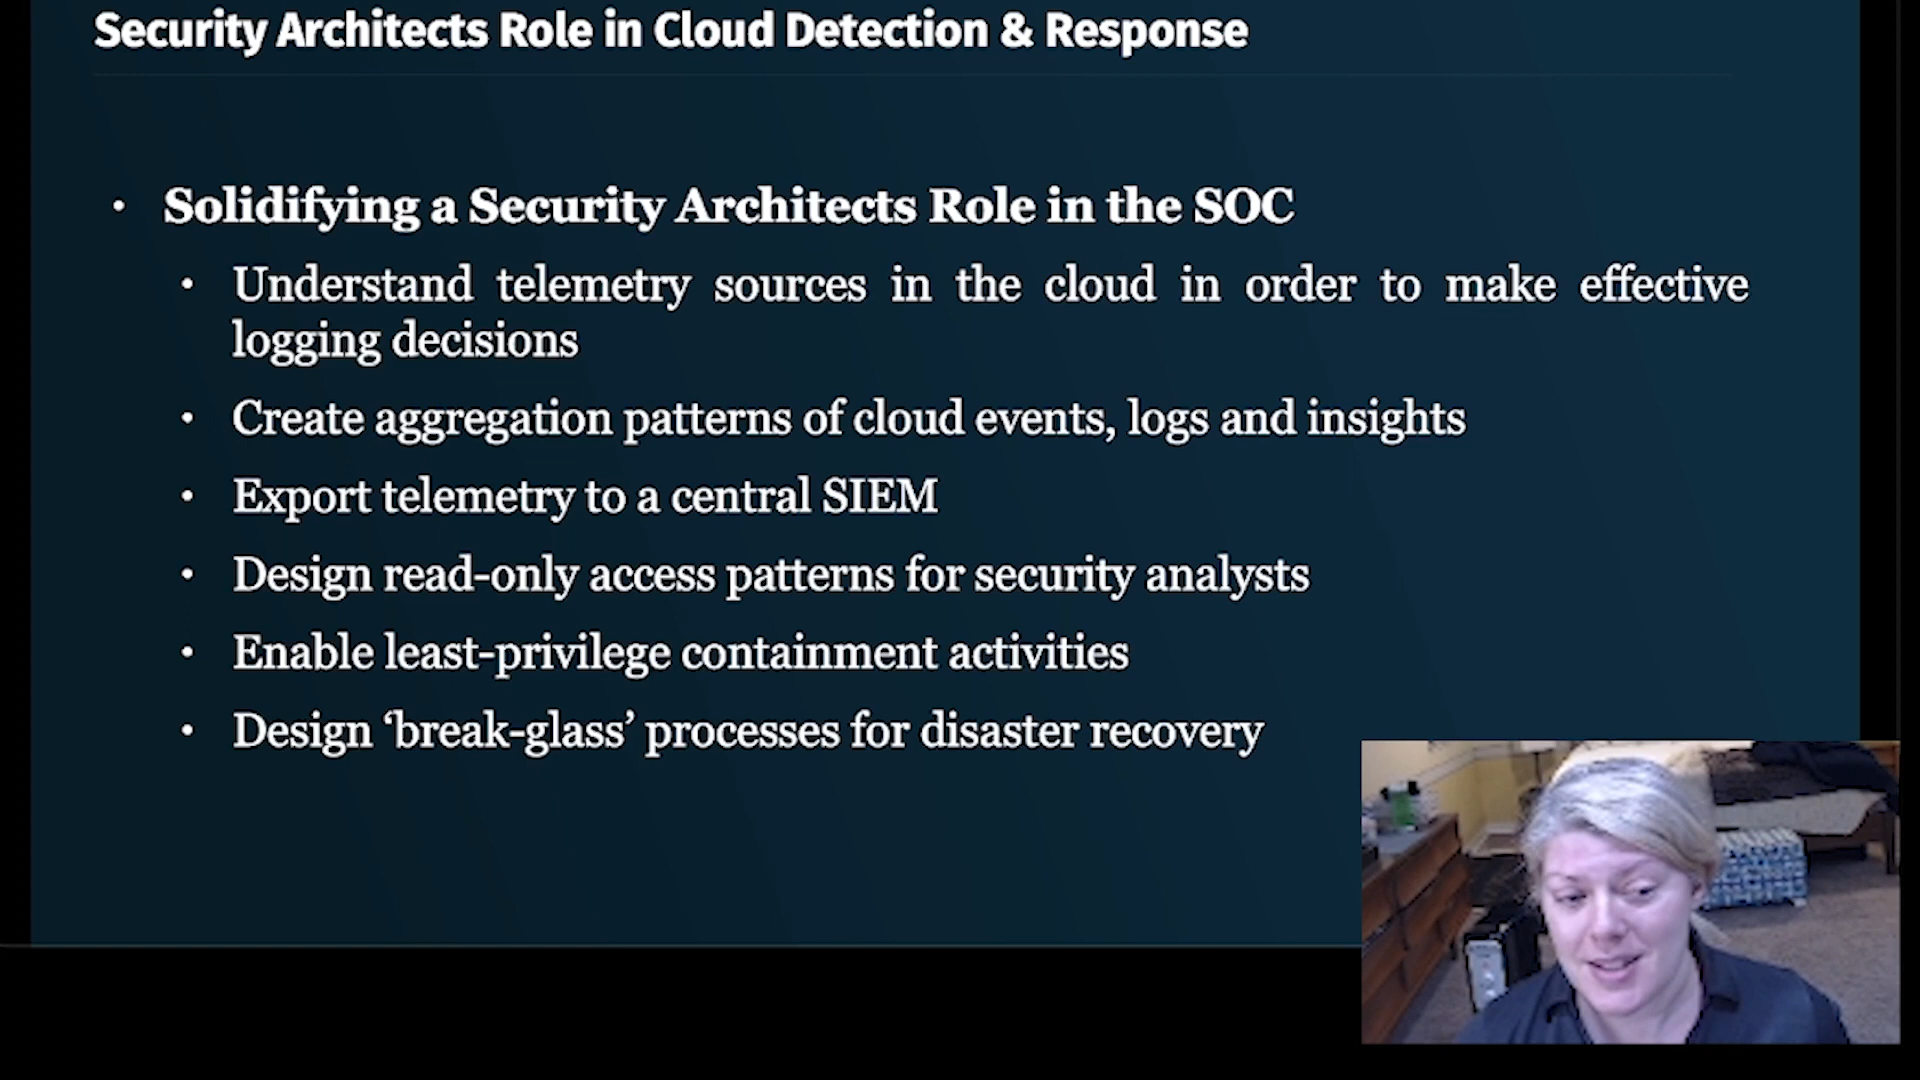 Security Architects Role in Cloud Detection & Response
• Solidifying a Security Architects Role in the SOC
• Understand telemetry sources in the cloud in order to make effective
logging decisions
• Create aggregation patterns of cloud events, logs and insights
• Export telemetry to a central SIEM
• Design read-only access patterns for security analysts
• Enable least-privilege containment activities
• Design ‘break-glass’ processes for disaster recovery